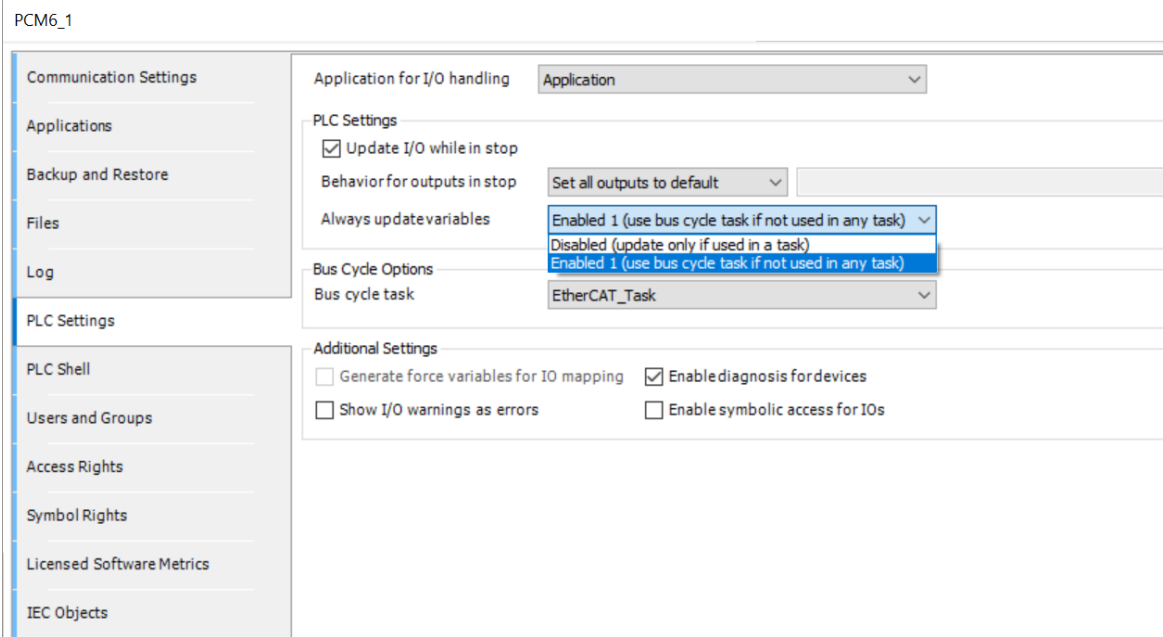 PCM6_1
Communication Settings
Applications
Backup and Restore
Files
Log
PLC Settings
PLC Shell
Users and Groups
Access Rights
Symbol Rights
Licensed Software Metrics
IEC Objects
Application for I/O handling Application
PLC Settings
Update I/O while in stop
Behavior for outputs in stop Set all outputs to default
Always update variables Enabled 1 (use bus cycle task if not used in any task)
Disabled (update only if used in a task)
Enabled 1 (use bus cycle task if not used in any task)
Bus Cycle Options
Bus cycle task EtherCAT_Task
Additional Settings
Generate force variables for IO mapping Enable diagnosis for devices
Show I/O warnings as errors Enable symbolic access for IOs